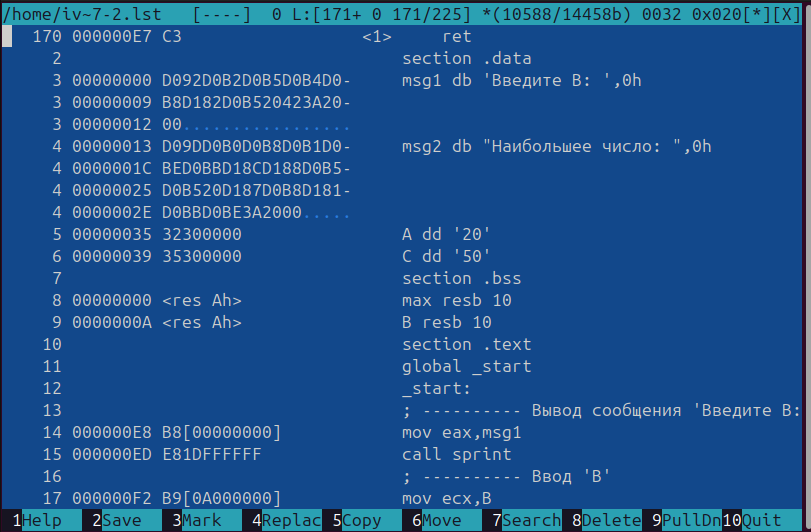 /home/iv~7-2.lst [----] 0 L:[171+ 0 171/225] *(10588/14458b) 0032 0x020[*][X]
170 000000E7 C3 <1> ret
2 section .data
3 00000000 D092D0B2D0B5D0B4D0- msg1 db 'Введите B: ',0h
3 00000009 B8D182D0B520423A20-
3 00000012 00.................
4 00000013 D09DD0B0D0B8D0B1D0- msg2 db "Наибольшее число: ",0h
4 0000001C BED0BBD18CD188D0B5-
4 00000025 D0B520D187D0B8D181-
4 0000002E D0BBD0BE3A2000.....
5 00000035 32300000 A dd '20'
6 00000039 35300000 C dd '50'
7 section .bss
8 00000000 <res Ah> max resb 10
9 0000000A <res Ah> B resb 10
10 section .text
11 global _start
12 _start:
13 ; ---------- Вывод сообщения 'Введите B:
14 000000E8 B8[00000000] mov eax,msg1
15 000000ED E81DFFFFFF call sprint
16 ; ---------- Ввод 'B'
17 000000F2 B9[0A000000] mov ecx,B
1Help 2Save 3Mark 4Replac 5Copy 6Move 7Search 8Delete 9PullDn 10Quit